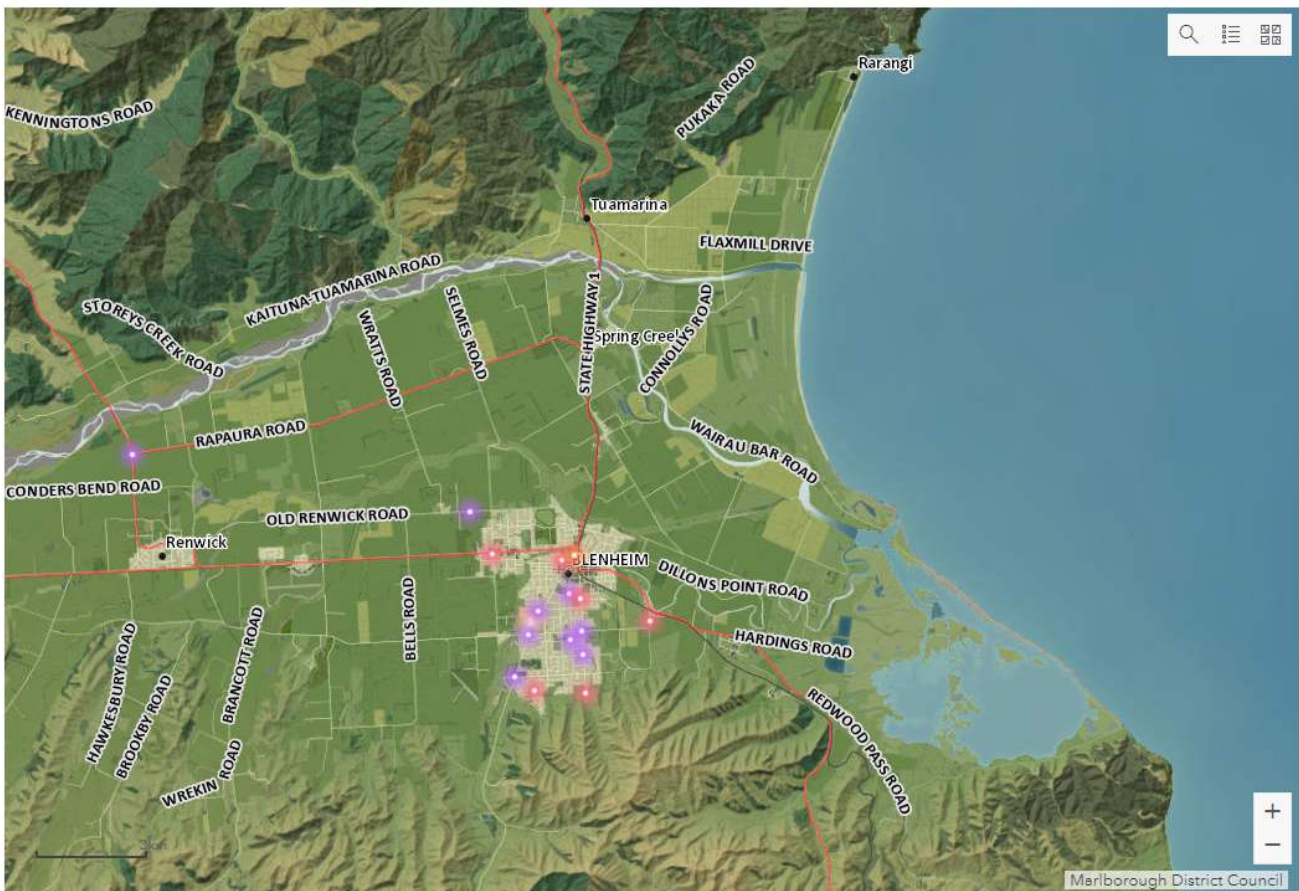 Rarangi
KENNINGTONS ROAD
PUKAKA ROAD
Tuamarina
FLAXMILL DRIVE
KAITUNA-TUAMARINA ROAD
STOREYS CREEK ROAD
WRATTS ROAD
SELMES ROAD
STATE HIGHWAY 1
Spring Creek
CONNOLLYS ROAD
RAPAURA ROAD
WAIRAU BAR ROAD
CONDERS BEND ROAD
OLD RENWICK ROAD
Renwick
BLENHEIM
DILLONS POINT ROAD
BELLS ROAD
HARDINGS ROAD
HAWKESBURY ROAD
BROOKBY ROAD
BRANCOTT ROAD
WREKIN ROAD
REDWOOD PASS ROAD
3km
+
−
Marlborough District Council